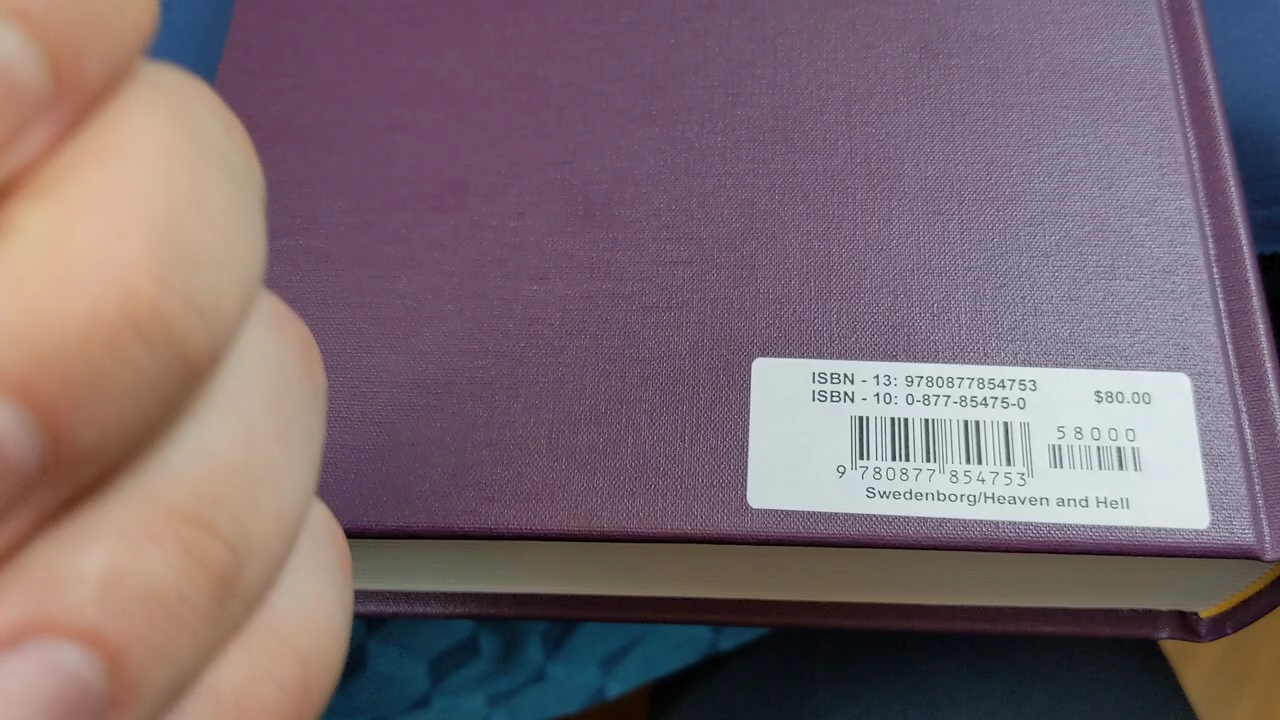 ISBN - 13: 9780877854753
ISBN - 10: 0-877-85475-0
$80.00
58000
9 780877 854753
Swedenborg/Heaven and Hell